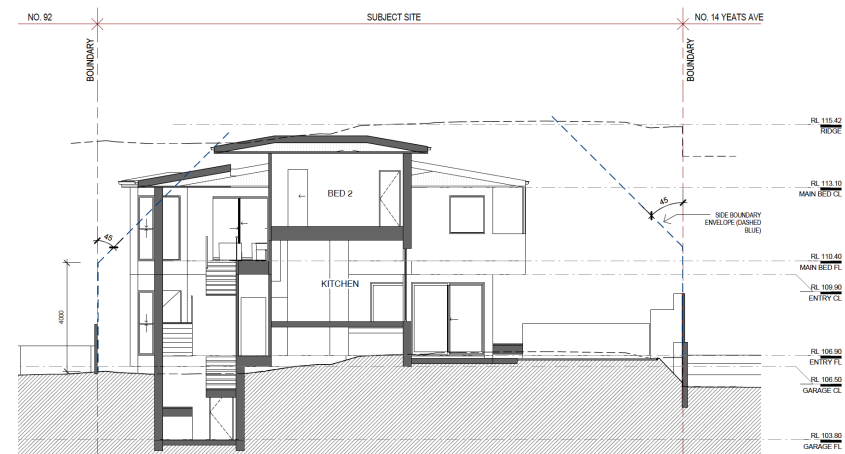 NO. 92
SUBJECT SITE
NO. 14 YEATS AVE
BOUNDARY
BOUNDARY
RL 115.42
RIDGE
RL 113.10
MAIN BED CL
BED 2
45
45
SIDE BOUNDARY
ENVELOPE (DASHED
BLUE)
RL 110.40
MAIN BED FL
KITCHEN
RL 109.90
ENTRY CL
4000
RL 106.90
ENTRY FL
RL 106.50
GARAGE CL
RL 103.80
GARAGE FL